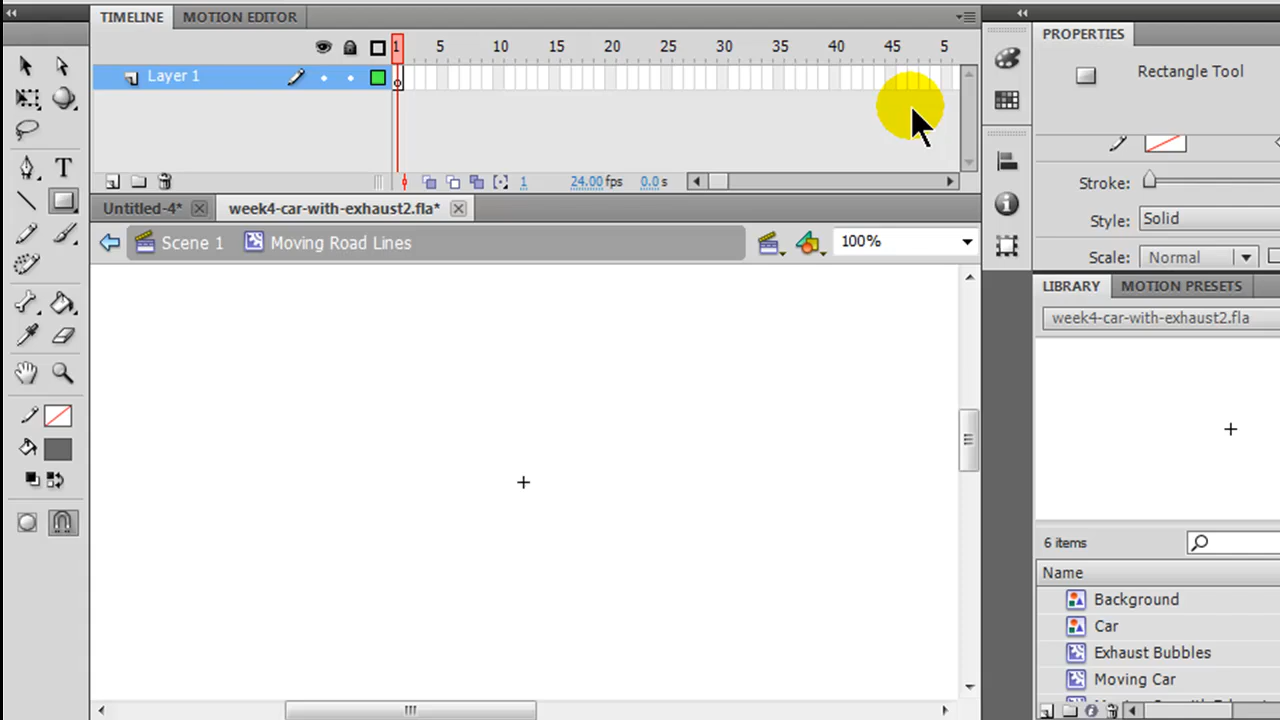 TIMELINE MOTION EDITOR
1 5 10 15 20 25 30 35 40 45 5
Layer 1
1 24.00 fps 0.0 s
Untitled-4* week4-car-with-exhaust2.fla*
Scene 1 Moving Road Lines 100%
PROPERTIES
Rectangle Tool
Stroke:
Style: Solid
Scale: Normal
LIBRARY MOTION PRESETS
week4-car-with-exhaust2.fla
6 items
Name
Background
Car
Exhaust Bubbles
Moving Car